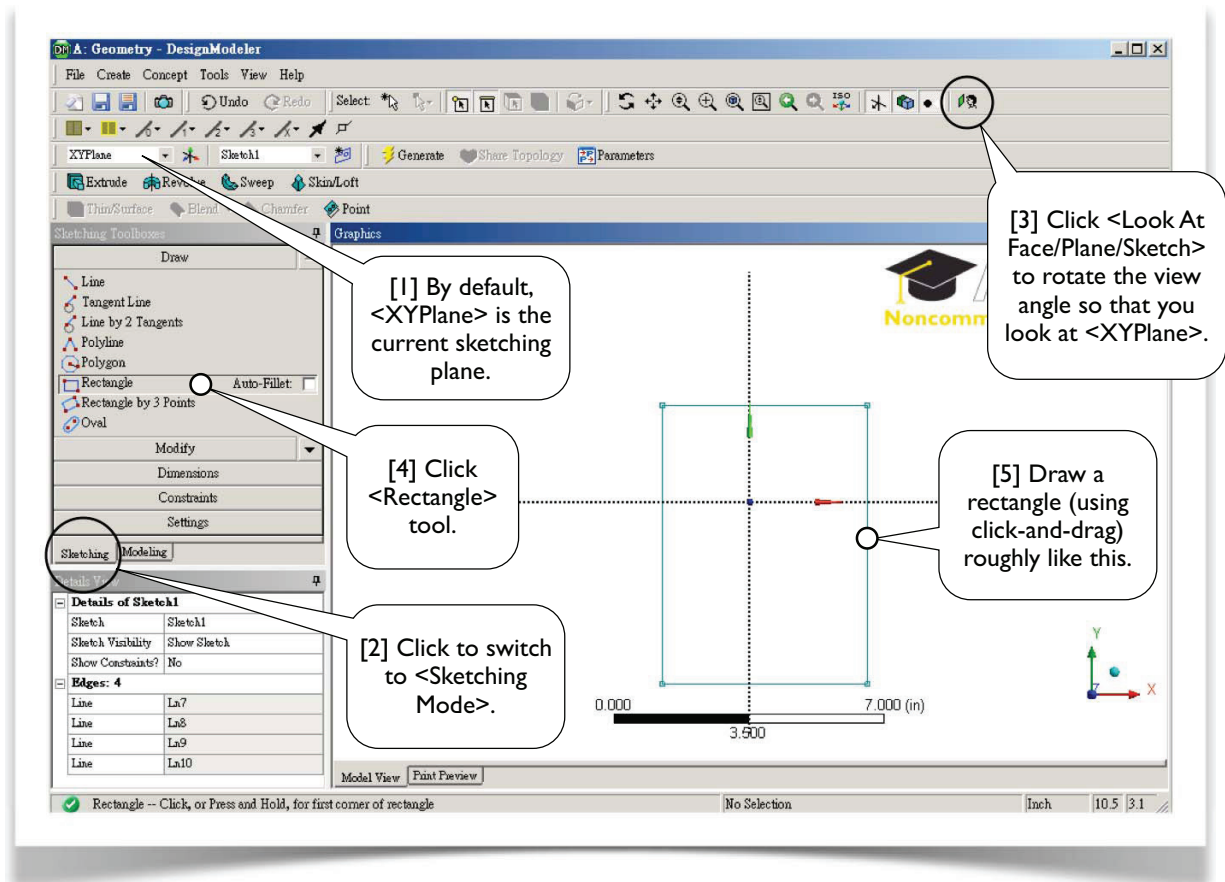 A: Geometry - DesignModeler
File Create Concept Tools View Help
Undo Redo Select: ISO
XYPlane Sketch1 Generate Share Topology Parameters
Extrude Sweep Skin/Loft
Thin/Surface Blend Chamfer Point
Sketching Toolboxes
Draw
Line
Tangent Line
Line by 2 Tangents
Polyline
Polygon
Rectangle Auto-Fillet:
Rectangle by 3 Points
Oval
Modify
Dimensions
Constraints
Settings
Sketching Modeling
Details View
Details of Sketch1
Sketch Sketch1
Sketch Visibility Show Sketch
Show Constraints? No
Edges: 4
Line Ln7
Line Ln8
Line Ln9
Line Ln10
Graphics
[1] By default,
<XYPlane> is the
current sketching
plane.
[4] Click
<Rectangle>
tool.
[2] Click to switch
to <Sketching
Mode>.
[3] Click <Look At
Face/Plane/Sketch>
to rotate the view
angle so that you
look at <XYPlane>.
[5] Draw a
rectangle (using
click-and-drag)
roughly like this.
Y
Z X
0.000 7.000 (in)
3.500
Model View Print Preview
Rectangle -- Click, or Press and Hold, for first corner of rectangle No Selection Inch 10.5 3.1